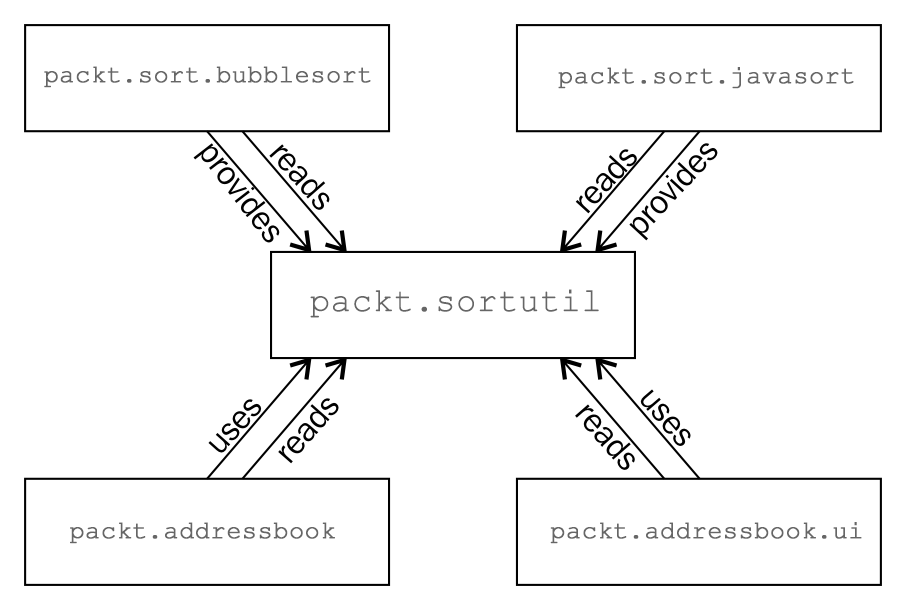 packt.sort.bubblesort
packt.sort.javasort
provides
reads
reads
provides
packt.sortutil
uses
reads
reads
uses
packt.addressbook
packt.addressbook.ui